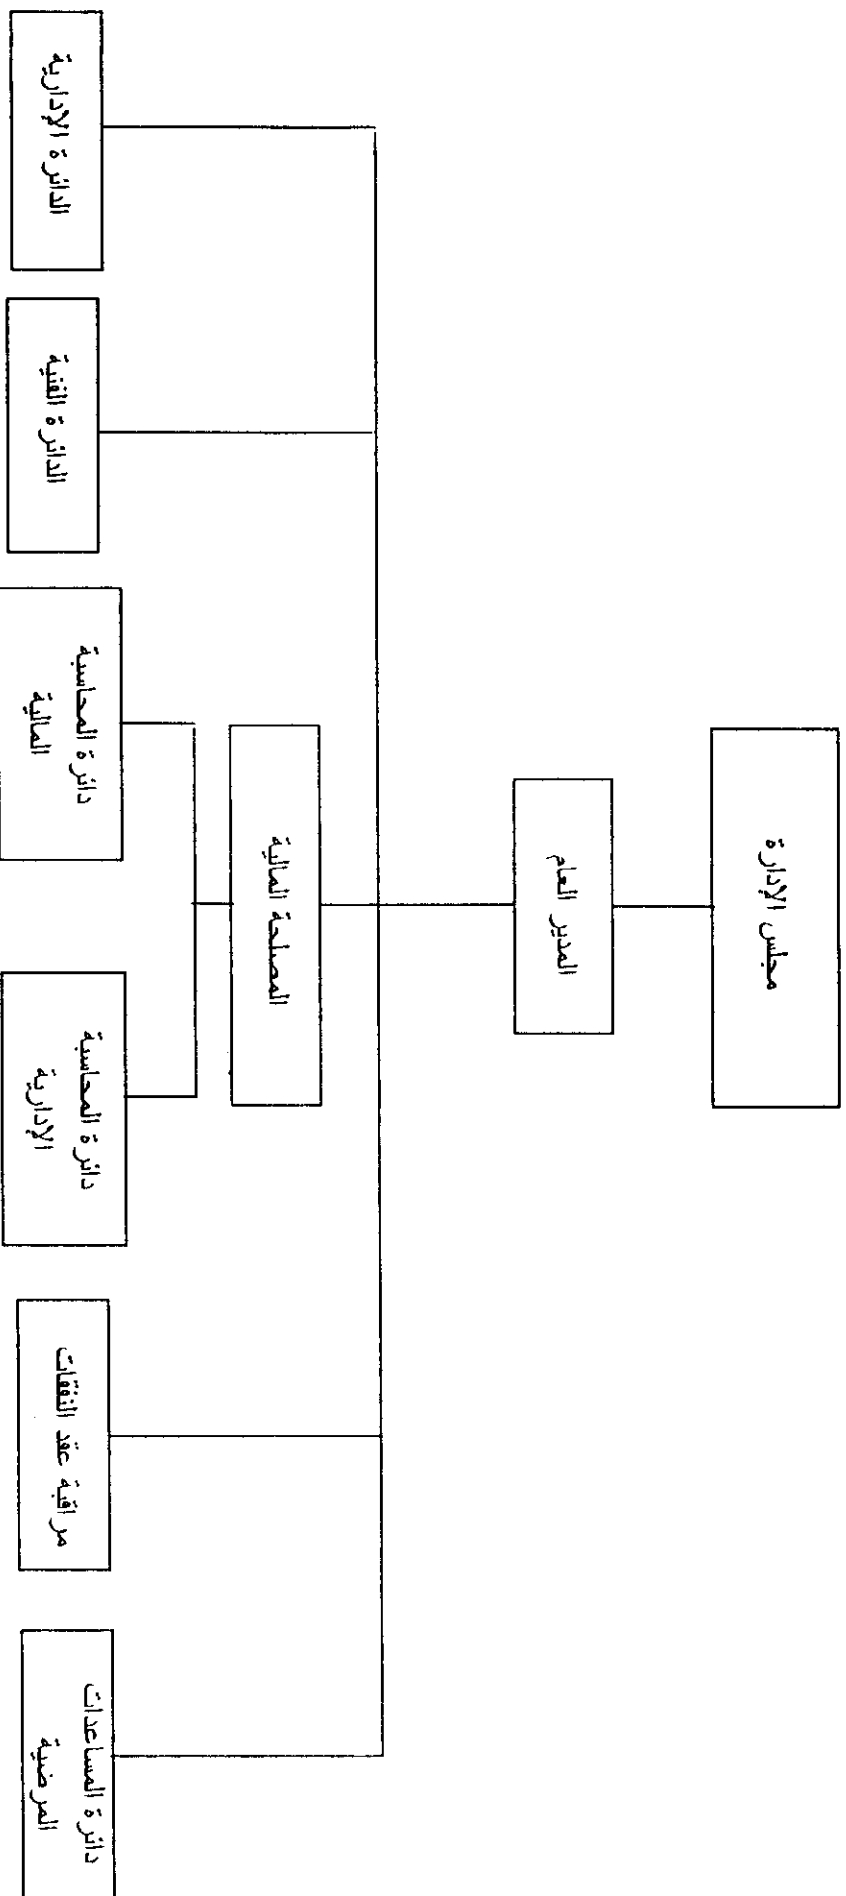 مجلس الإدارة
المدير العام
المصلحة المالية
دائرة المساعدات
المرضية
مراقبة عقد النفقات
دائرة المحاسبة
الإدارية
دائرة المحاسبة
المالية
الدائرة الفنية
الدائرة الإدارية